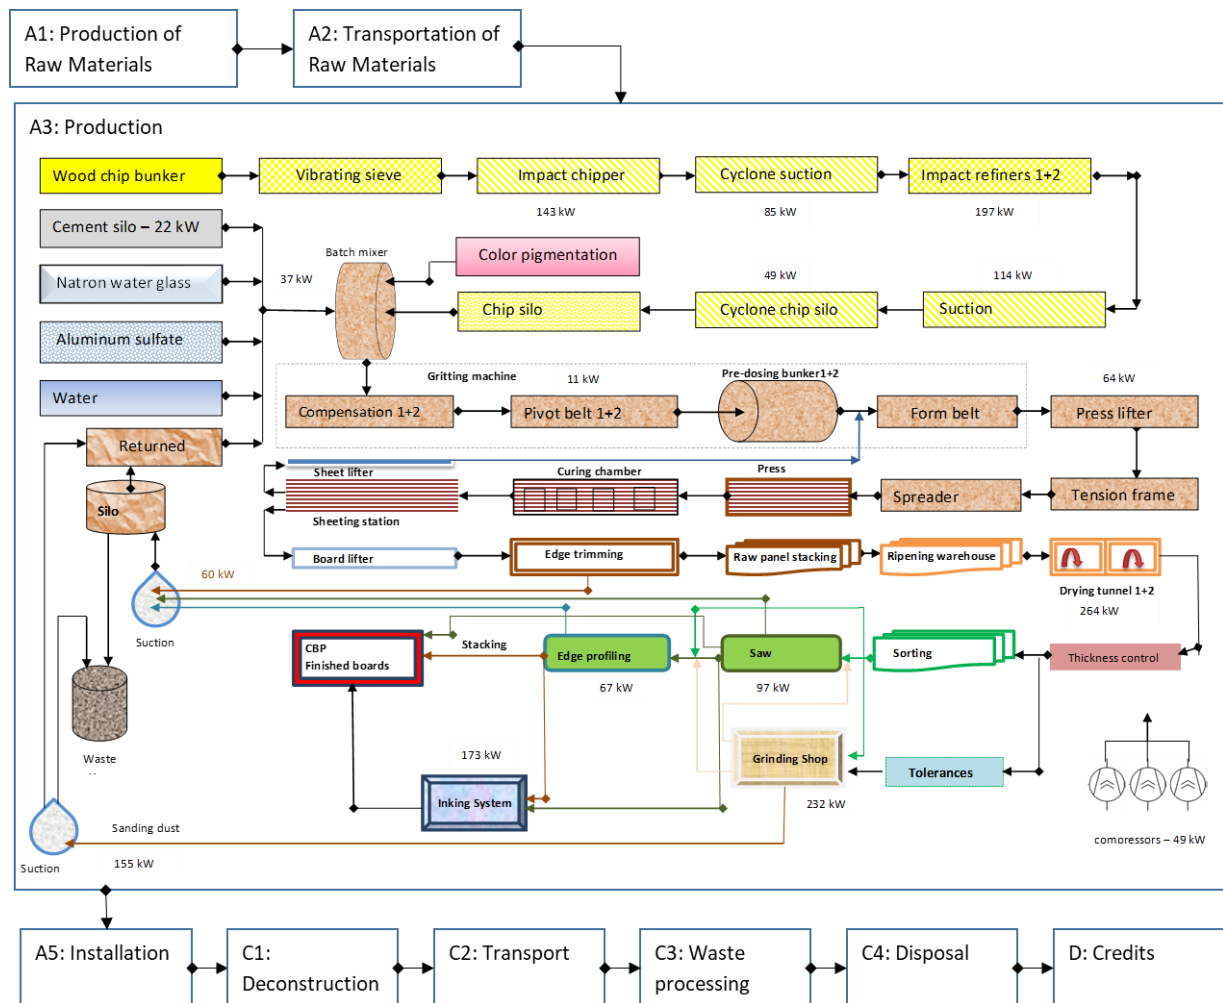 A1: Production of
Raw Materials
A2: Transportation of
Raw Materials
A3: Production
Wood chip bunker
Vibrating sieve
Impact chipper
Cyclone suction
Impact refiners 1+2
143 kW
85 kW
197 kW
Cement silo – 22 kW
Natron water glass
Aluminum sulfate
Water
Returned
37 kW
Batch mixer
Color pigmentation
Chip silo
49 kW
Cyclone chip silo
114 kW
Suction
Gritting machine
11 kW
Pre-dosing bunker1+2
64 kW
Compensation 1+2
Pivot belt 1+2
Form belt
Press lifter
Sheet lifter
Sheeting station
Curing chamber
Press
Spreader
Tension frame
Silo
Board lifter
Edge trimming
Raw panel stacking
Ripening warehouse
Drying tunnel 1+2
264 kW
60 kW
Suction
CBP
Finished boards
Stacking
Edge profiling
67 kW
Saw
97 kW
Sorting
Thickness control
Waste
173 kW
Inking System
Grinding Shop
232 kW
Tolerances
compressors – 49 kW
Sanding dust
Suction
155 kW
A5: Installation
C1:
Deconstruction
C2: Transport
C3: Waste
processing
C4: Disposal
D: Credits